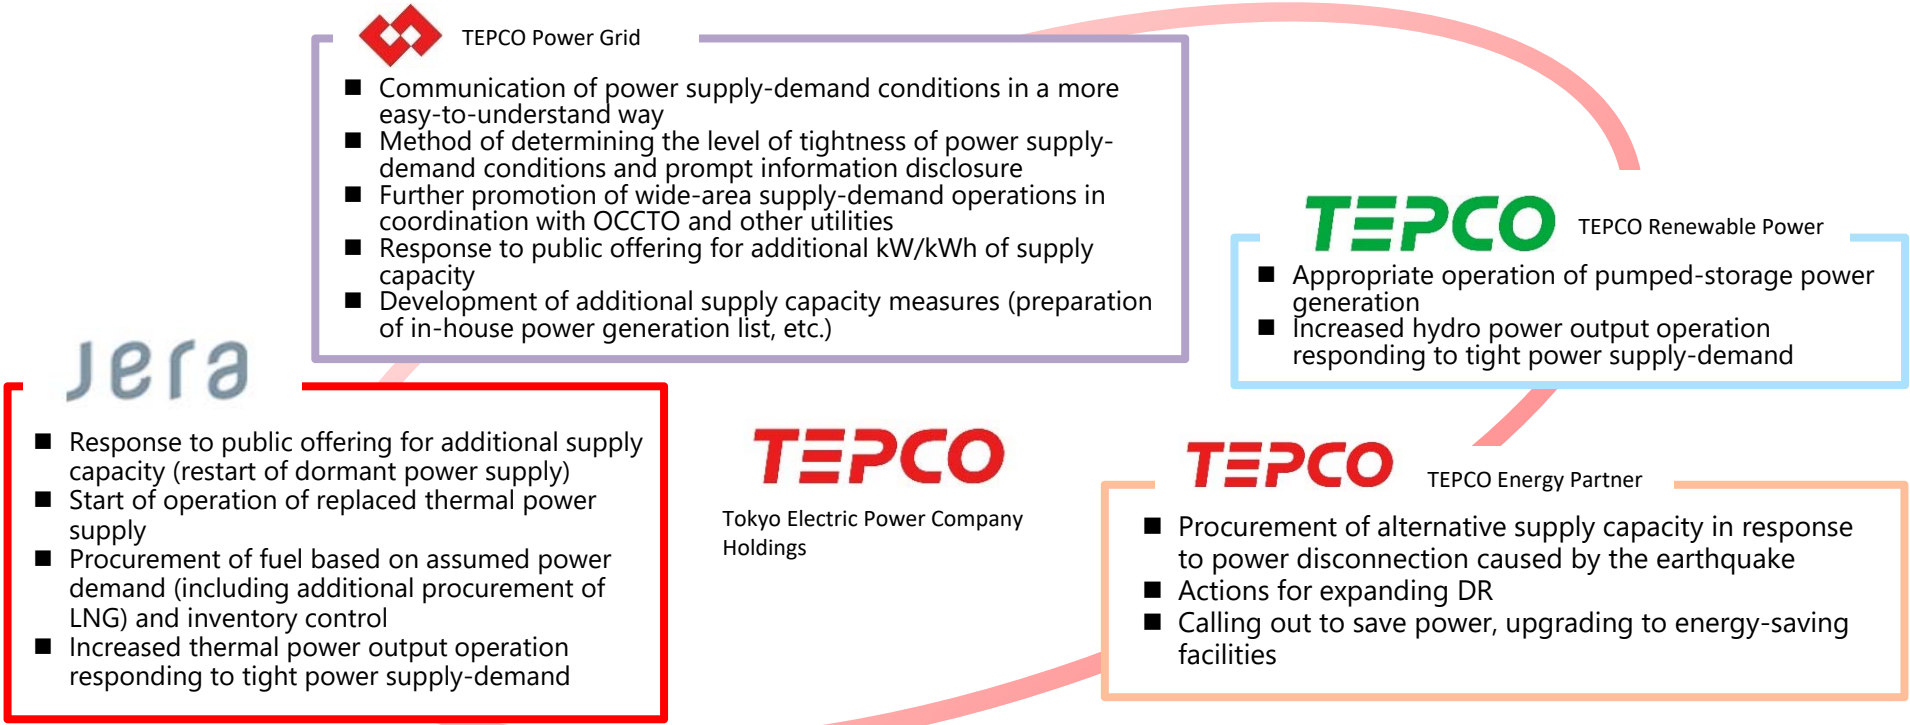 TEPCO Power Grid
■ Communication of power supply-demand conditions in a more
easy-to-understand way
■ Method of determining the level of tightness of power supply-
demand conditions and prompt information disclosure
■ Further promotion of wide-area supply-demand operations in
coordination with OCCTO and other utilities
■ Response to public offering for additional kW/kWh of supply
capacity
■ Development of additional supply capacity measures (preparation
of in-house power generation list, etc.)
TEPCO
TEPCO Renewable Power
■ Appropriate operation of pumped-storage power
generation
■ Increased hydro power output operation
responding to tight power supply-demand
Jera
■ Response to public offering for additional supply
capacity (restart of dormant power supply)
■ Start of operation of replaced thermal power
supply
■ Procurement of fuel based on assumed power
demand (including additional procurement of
LNG) and inventory control
■ Increased thermal power output operation
responding to tight power supply-demand
TEPCO
Tokyo Electric Power Company
Holdings
TEPCO
TEPCO Energy Partner
■ Procurement of alternative supply capacity in response
to power disconnection caused by the earthquake
■ Actions for expanding DR
■ Calling out to save power, upgrading to energy-saving
facilities